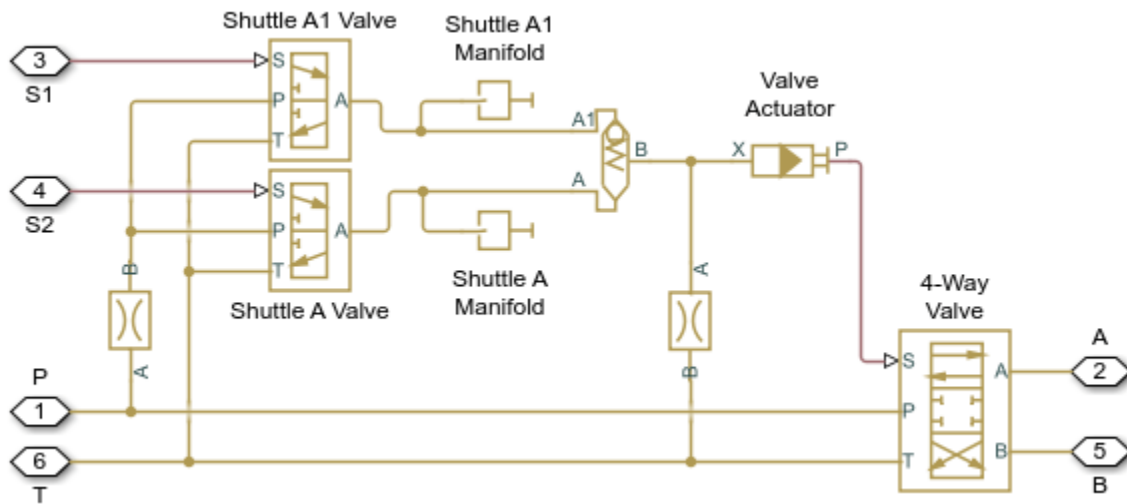 Shuttle A1 Valve
Shuttle A1
Manifold
3
S1
S
P
A
T
A1
B
Valve
Actuator
X
P
4
S2
S
P
A
T
A
Shuttle A Valve
Shuttle A
Manifold
B
A
A
B
4-Way
Valve
S
P
T
A
B
P
1
6
T
A
2
5
B